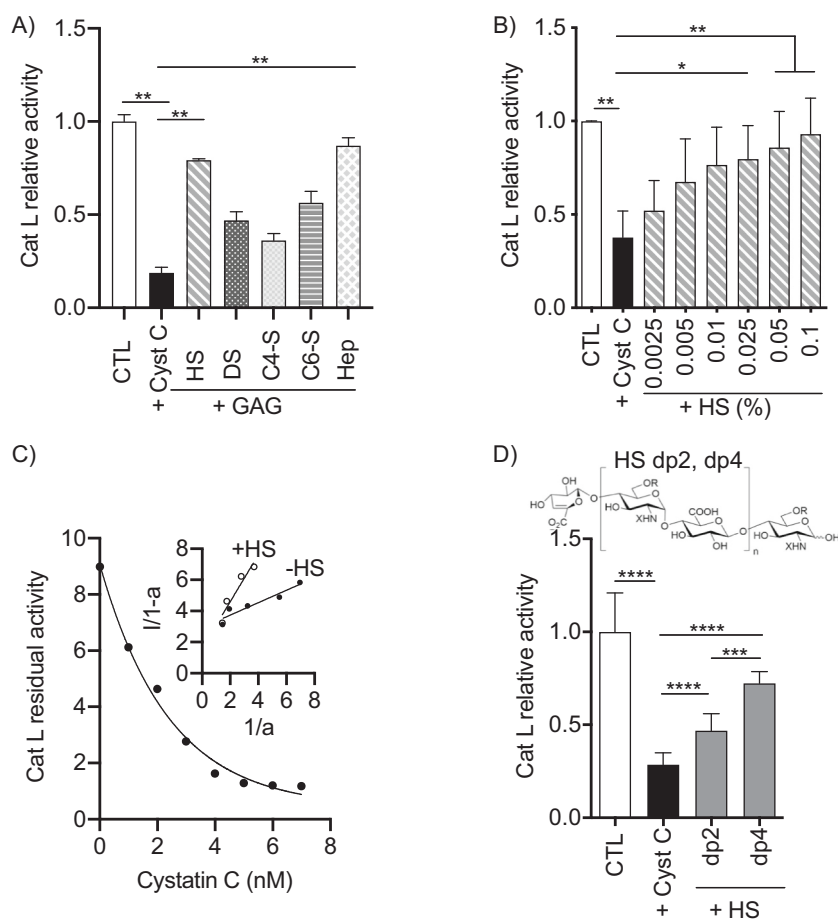 A)
Cat L relative activity
1.0
0.5
0.0
**
**
**
CTL
+ Cyst C
HS
DS
C4-S
C6-S
Hep
+ GAG
B)
Cat L relative activity
1.0
0.5
0.0
**
*
**
CTL
+ Cyst C
0.0025
0.005
0.01
0.025
0.05
0.1
+ HS (%)
C)
Cat L residual activity
10
8
6
4
2
0
0 2 4 6 8
Cystatin C (nM)
I/1-a
8
6
4
2
0
+HS
-HS
0 2 4 6 8
1/a
D)
HS dp2, dp4
OH
HO
OH
O
CO₂⁻
O
OR
O
HO
XHN
O
COOH
O
HO
OH
O
n
OR
O
HO
XHN
OH
Cat L relative activity
1.5
1.0
0.5
0.0
****
****
***
****
CTL
+ Cyst C
dp2
dp4
+ HS